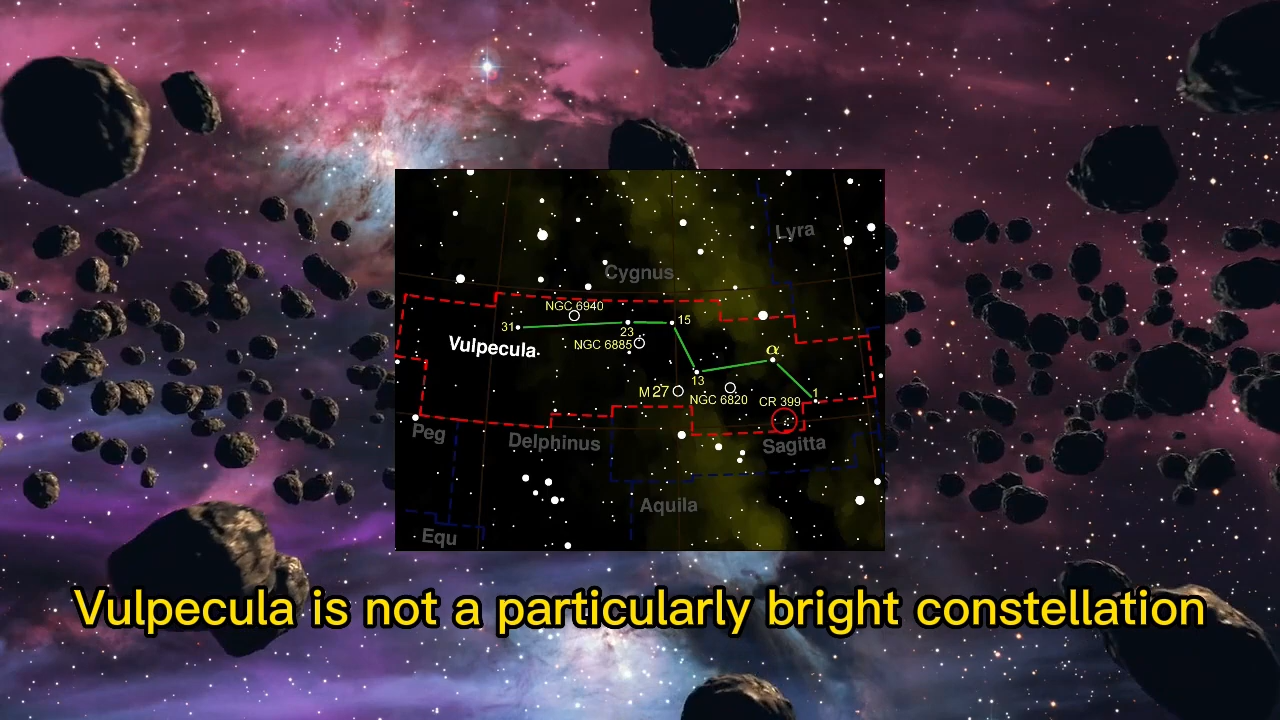 Lyra
Cygnus
NGC 6940
31
23
15
Vulpecula
NGC 6885
α
13
M 27
NGC 6820
CR 399
1
Peg
Delphinus
Sagitta
Aquila
Equ
Vulpecula is not a particularly bright constellation